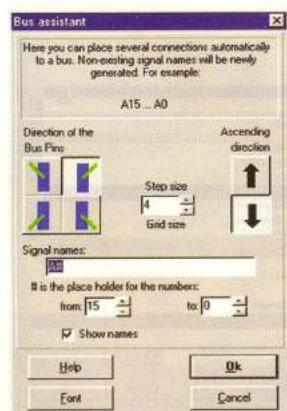 Bus assistant
Here you can place several connections automatically
to a bus. Non-existing signal names will be newly
generated. For example:
A15 ... A0
Direction of the
Bus Pins
Ascending
direction
Step size
4
Grid size
Signal names:
A#
# is the place holder for the numbers:
from: 15 to: 0
Show names
Help Ok
Font Cancel